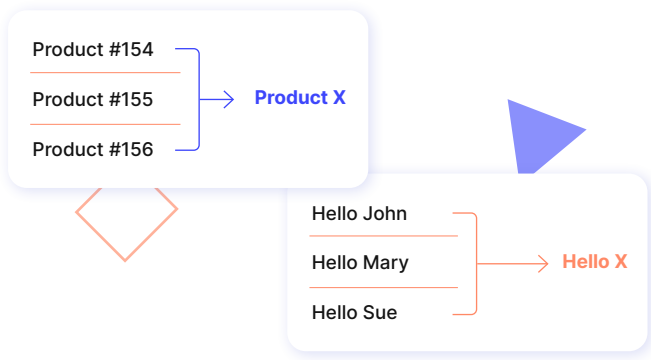 Product #154
Product #155
Product X
Product #156
Hello John
Hello Mary
Hello X
Hello Sue